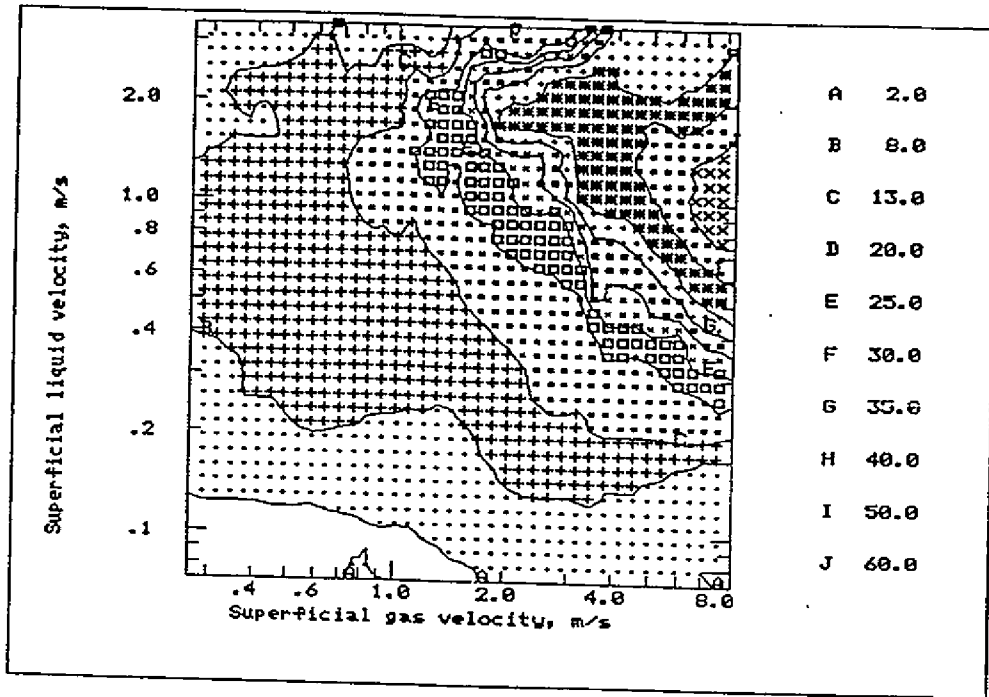 2.0
1.0
.8
.6
.4
.2
.1
Superficial liquid velocity, m/s
.4 .6 1.0 2.0 4.0 8.0
Superficial gas velocity, m/s
A 2.0
B 8.0
C 13.0
D 20.0
E 25.0
F 30.0
G 35.0
H 40.0
I 50.0
J 60.0
B
G
E
A
A
A